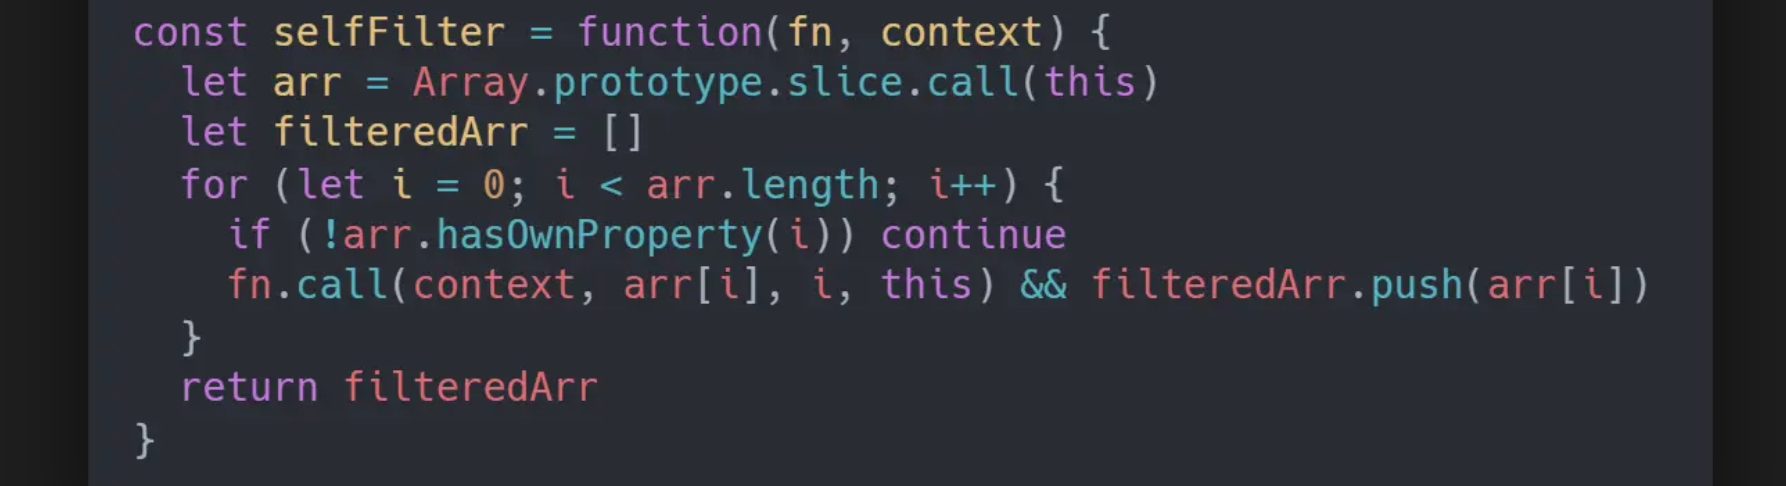 const selfFilter = function(fn, context) {
  let arr = Array.prototype.slice.call(this)
  let filteredArr = []
  for (let i = 0; i < arr.length; i++) {
    if (!arr.hasOwnProperty(i)) continue
    fn.call(context, arr[i], i, this) && filteredArr.push(arr[i])
  }
  return filteredArr
}